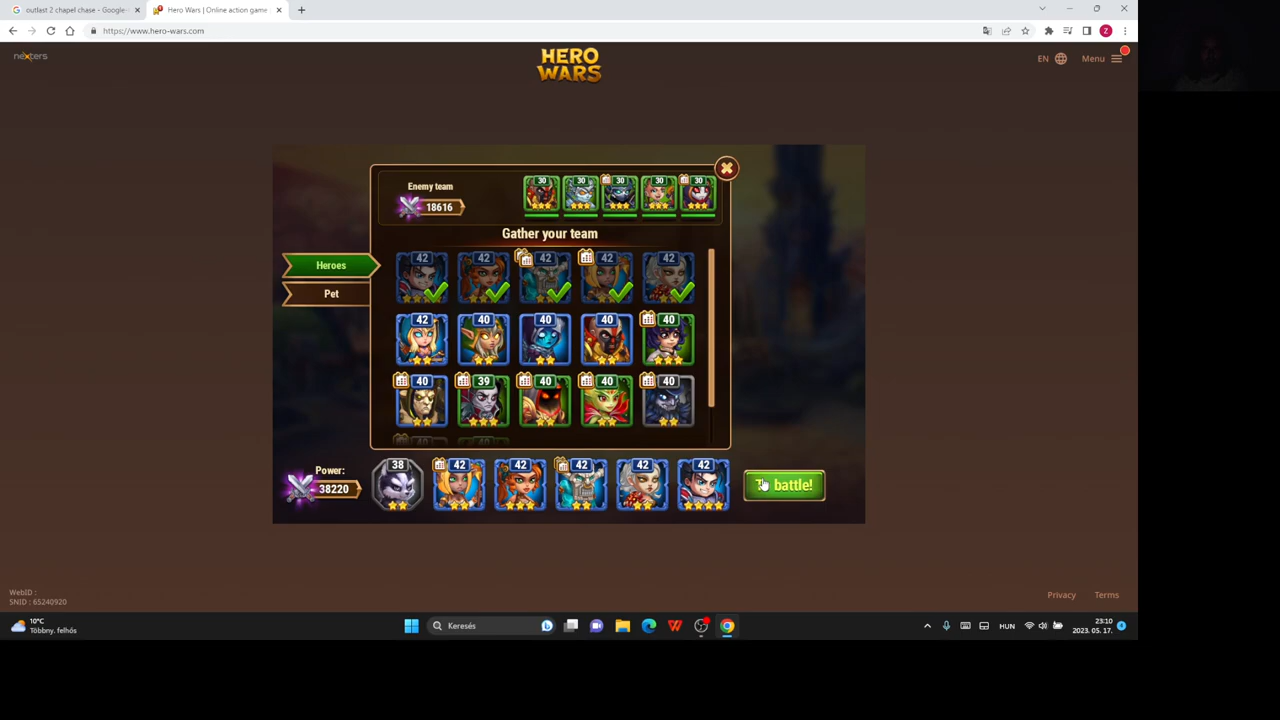 outlast 2 chapel chase - Google-
Hero Wars | Online action game
https://www.hero-wars.com
nexters
HERO
WARS
EN
Menu
Enemy team
18616
30 30 30 30 30
Gather your team
Heroes
Pet
42 42 42 42 42
42 40 40 40 40
40 39 40 40 40
Power:
38220
38 42 42 42 42 42
battle!
WebID :
SNID : 65240920
Privacy
Terms
10°C
Többny. felhős
Keresés
HUN
23:10
2023. 05. 17.
4
Z